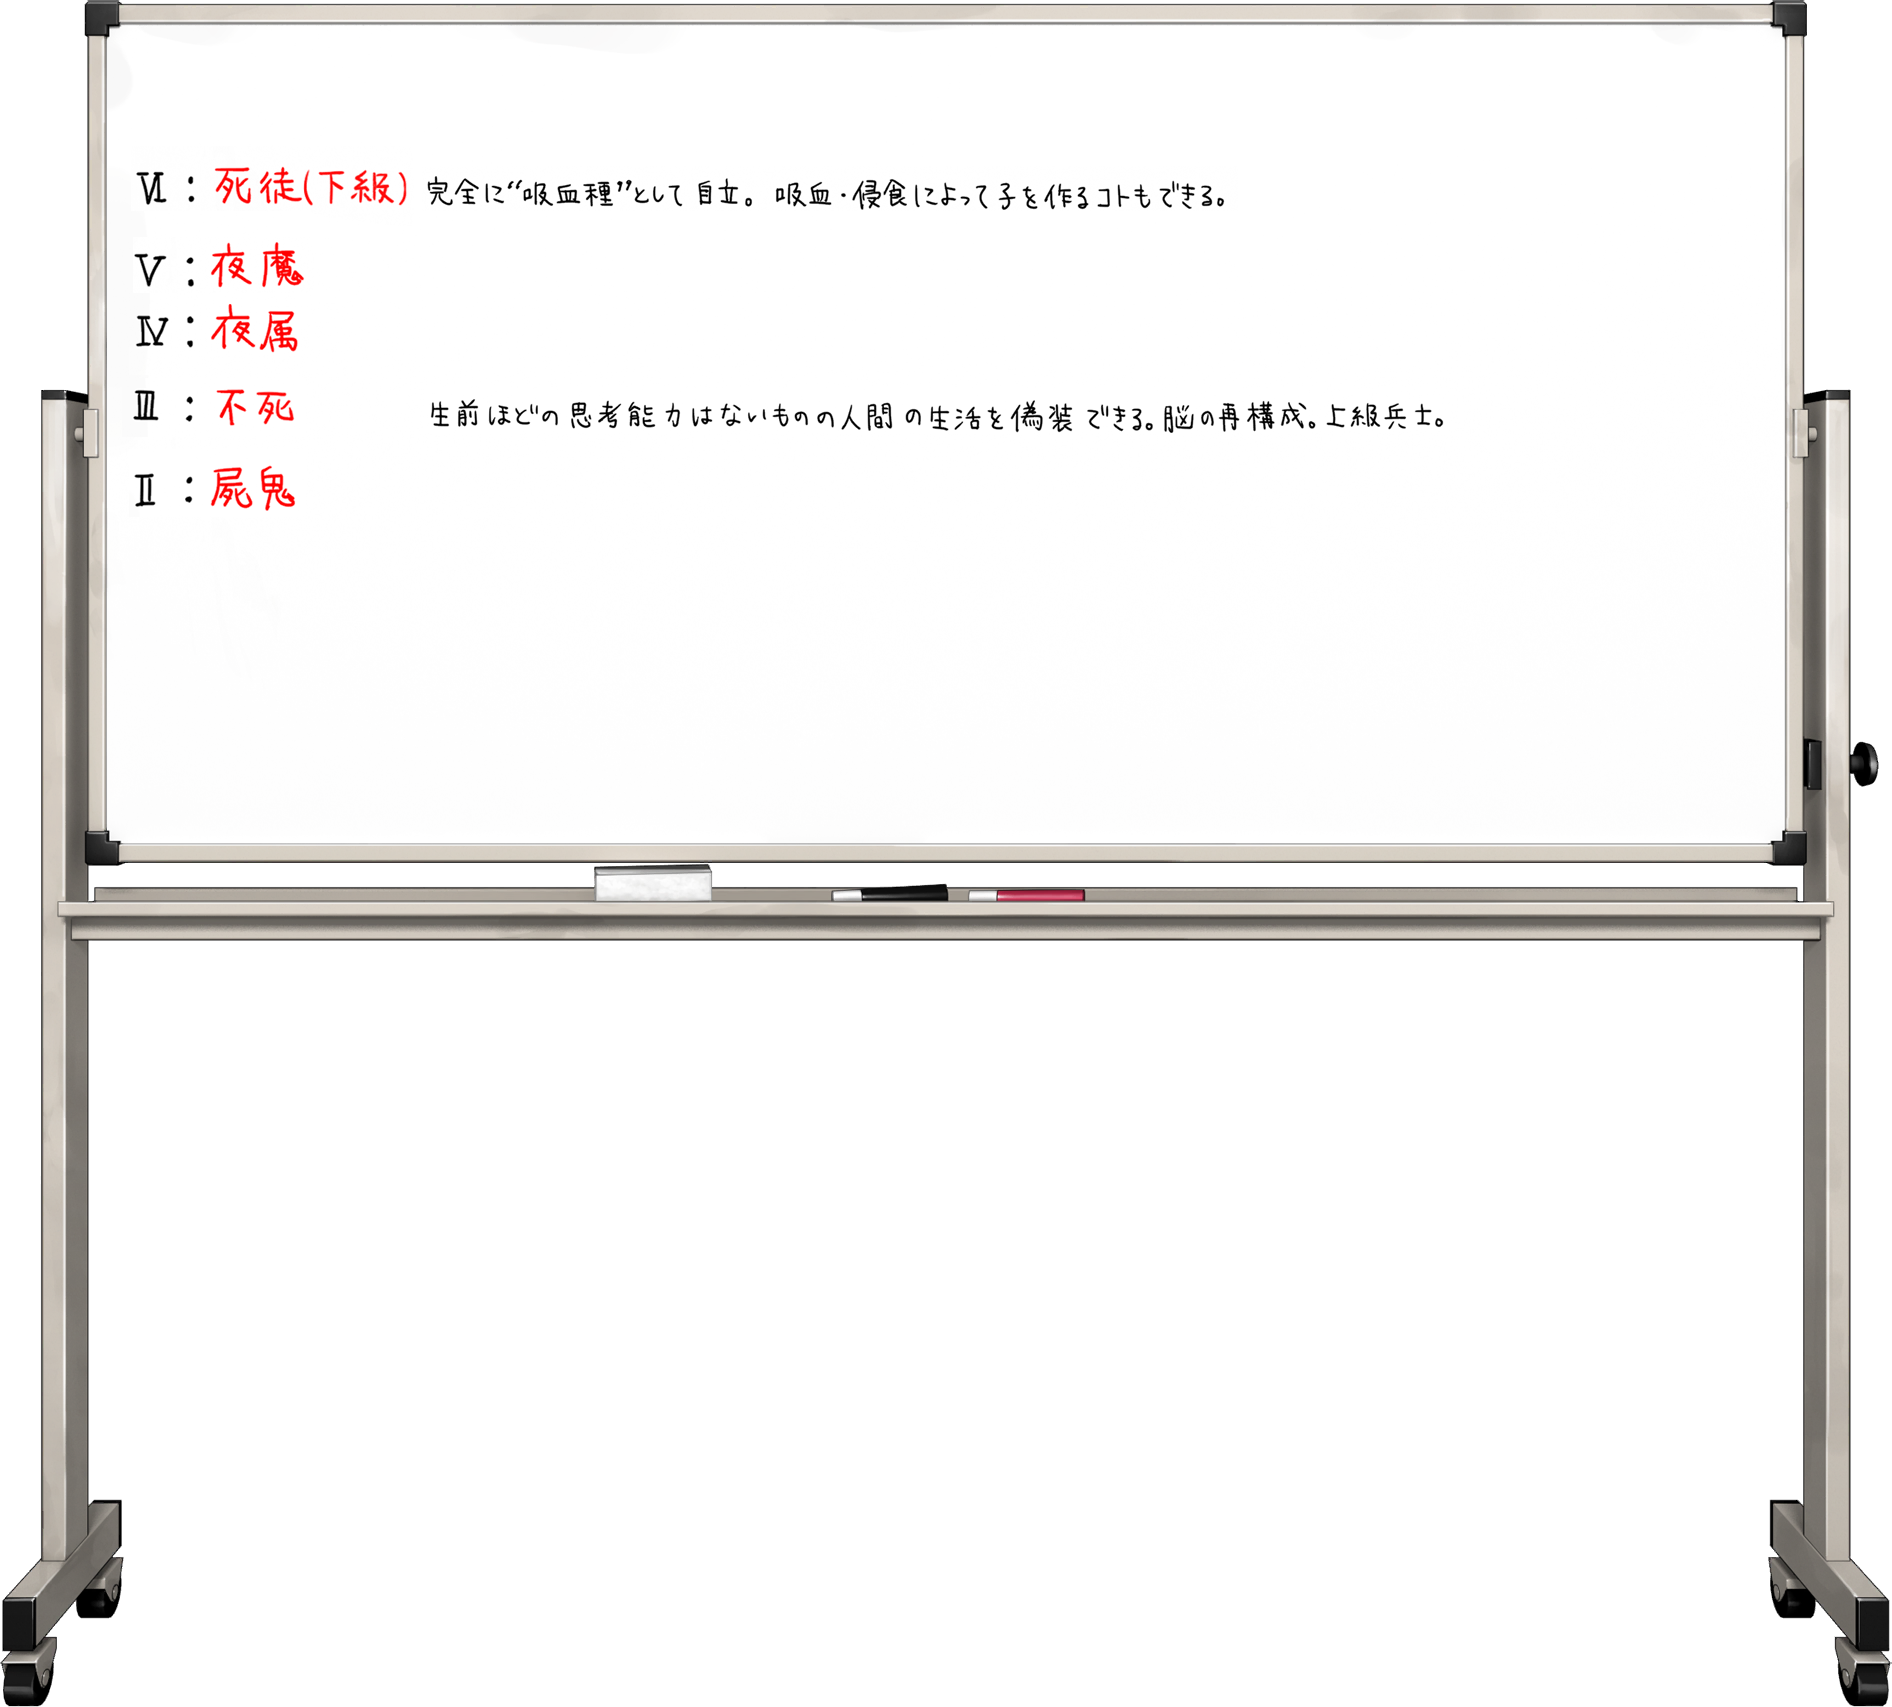 Ⅵ：死徒(下級) 完全に“吸血種”として自立。吸血・侵食によって子を作るコトもできる。
Ⅴ：夜魔
Ⅳ：夜属
Ⅲ：不死 生前ほどの思考能力はないものの人間の生活を偽装できる。脳の再構成。上級兵士。
Ⅱ：屍鬼